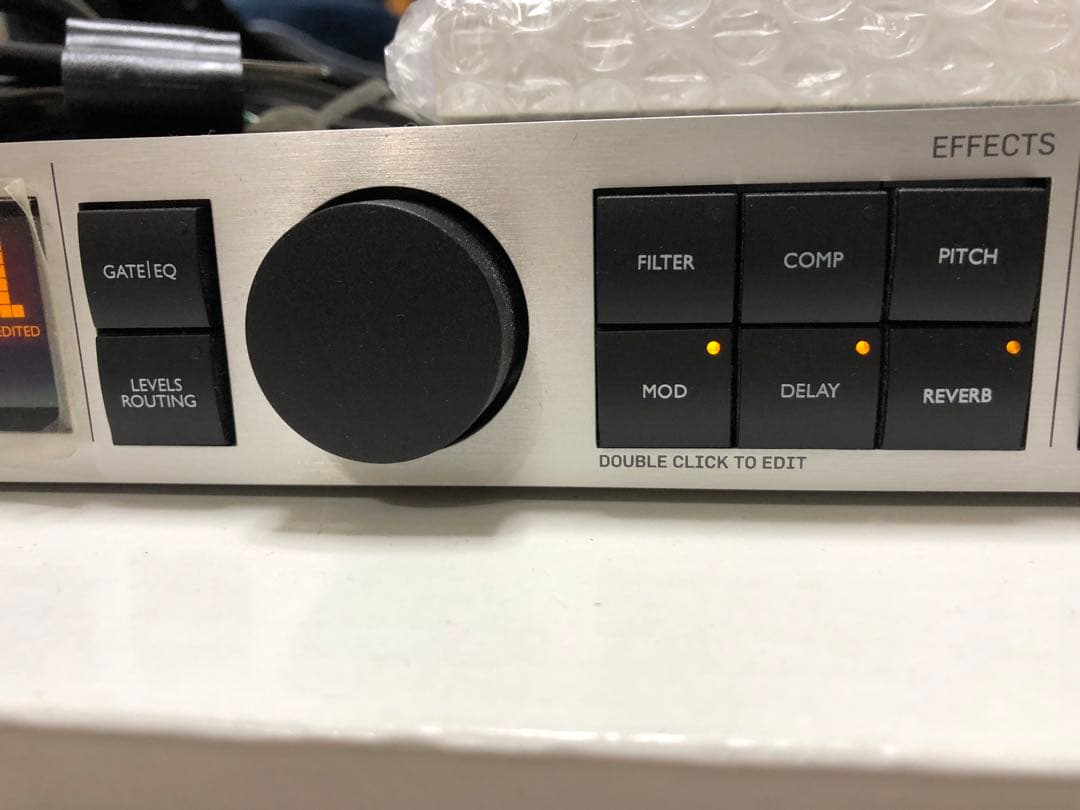 EFFECTS
GATE|EQ
FILTER
COMP
PITCH
EDITED
LEVELS
ROUTING
MOD
DELAY
REVERB
DOUBLE CLICK TO EDIT